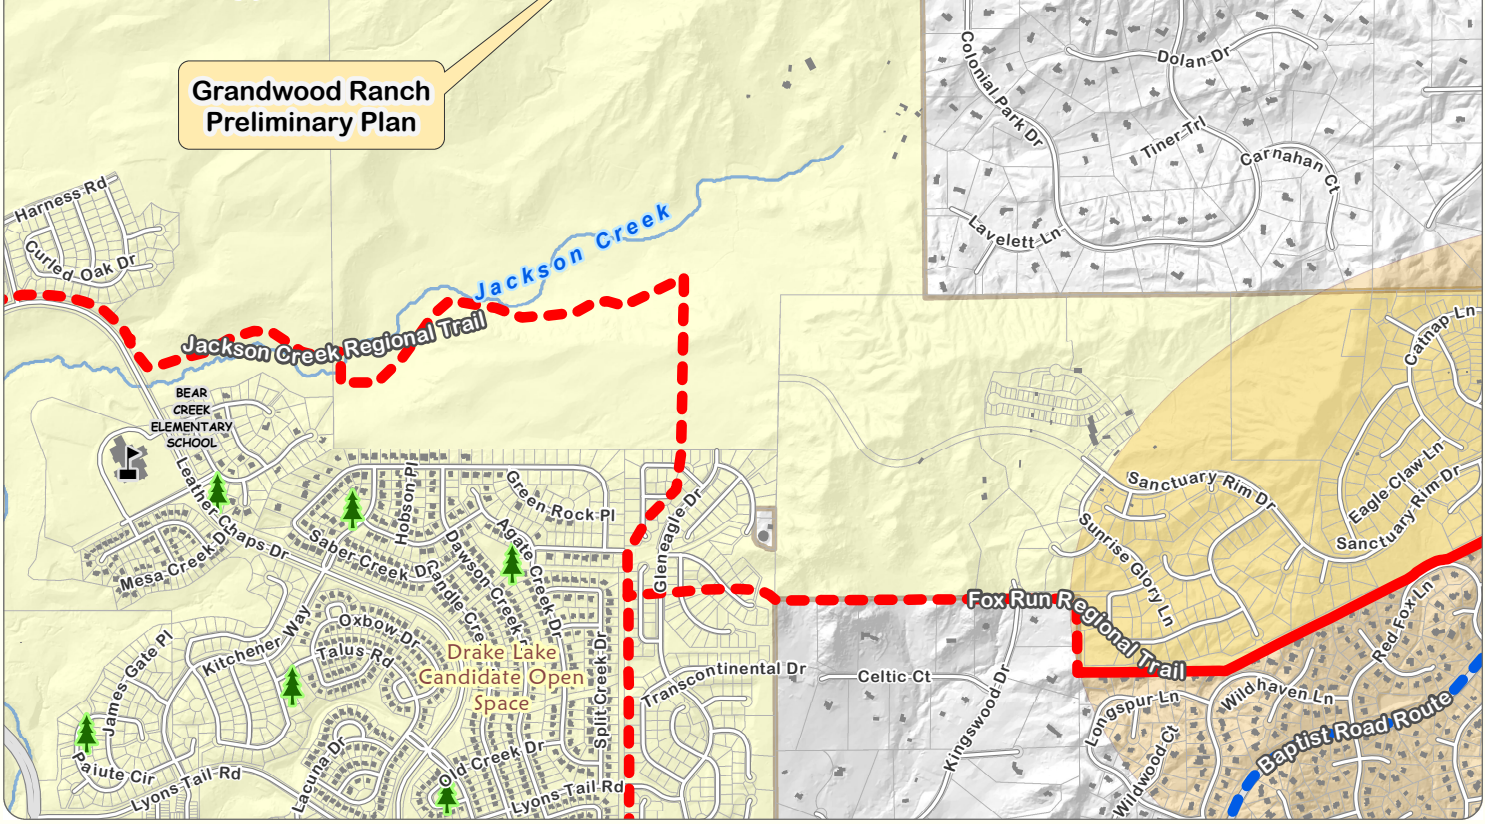 Grandwood Ranch
Preliminary Plan
Colonial Park Dr
Dolan Dr
Tiner Trl
Carnahan Ct
Lavelett Ln
Harness Rd
Curled Oak Dr
Jackson Creek
Jackson Creek Regional Trail
BEAR
CREEK
ELEMENTARY
SCHOOL
Catnap Ln
Eagle Claw Ln
Sanctuary Rim Dr
Sanctuary Rim Dr
Sunrise Glory Ln
Leather Chaps Dr
Mesa Creek Dr
Hobson Pl
Green Rock Pl
Saber Creek Dr
Agate Creek Dr
Dawson Creek
Candle Cre
Gleneagle Dr
Fox Run Regional Trail
Red Fox Ln
Kitchener Way
Oxbow Dr
Talus Rd
James Gate Pl
Drake Lake
Candidate Open
Space
Split Creek Dr
Transcontinental Dr
Celtic Ct
Kingswood Dr
Longspur Ln
Wildhaven Ln
Wildwood Ct
Baptist Road Route
Paiute Cir
Lyons Tail Rd
Lacuna Dr
Old Creek Dr
Lyons Tail Rd